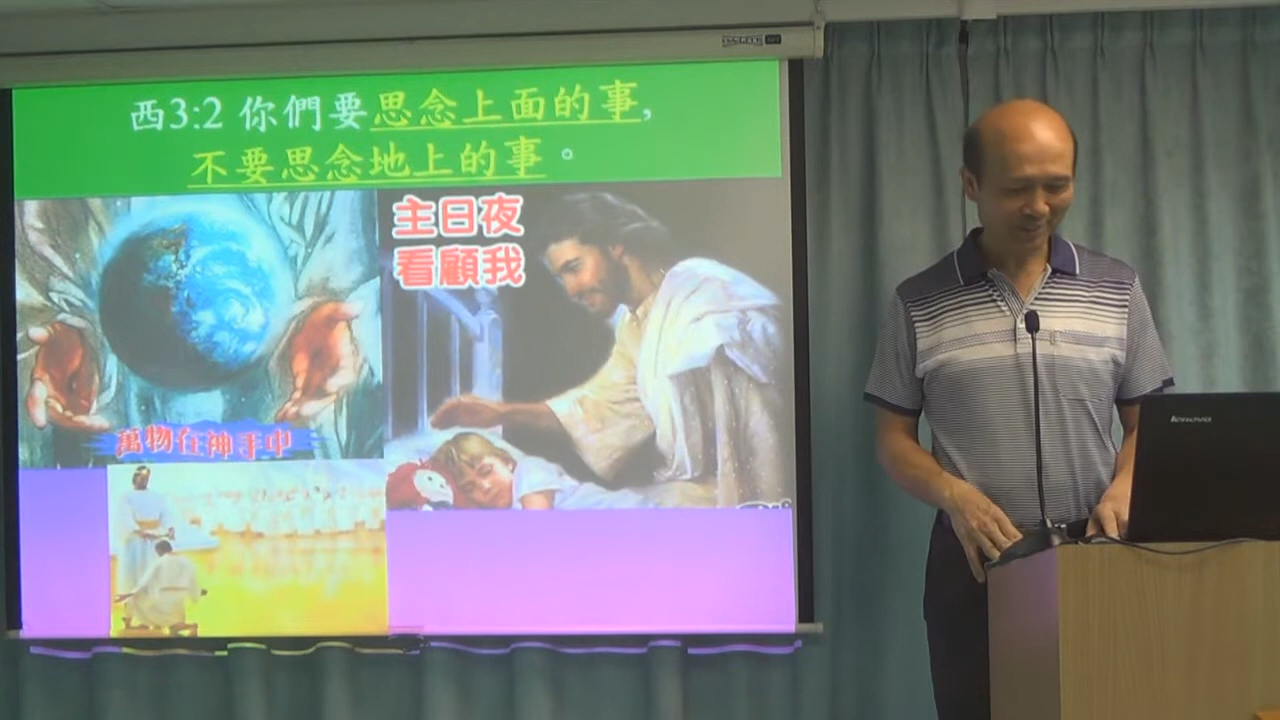 西3:2 你們要思念上面的事,
不要思念地上的事。
主日夜
看顧我
萬物在神手中
lenovo